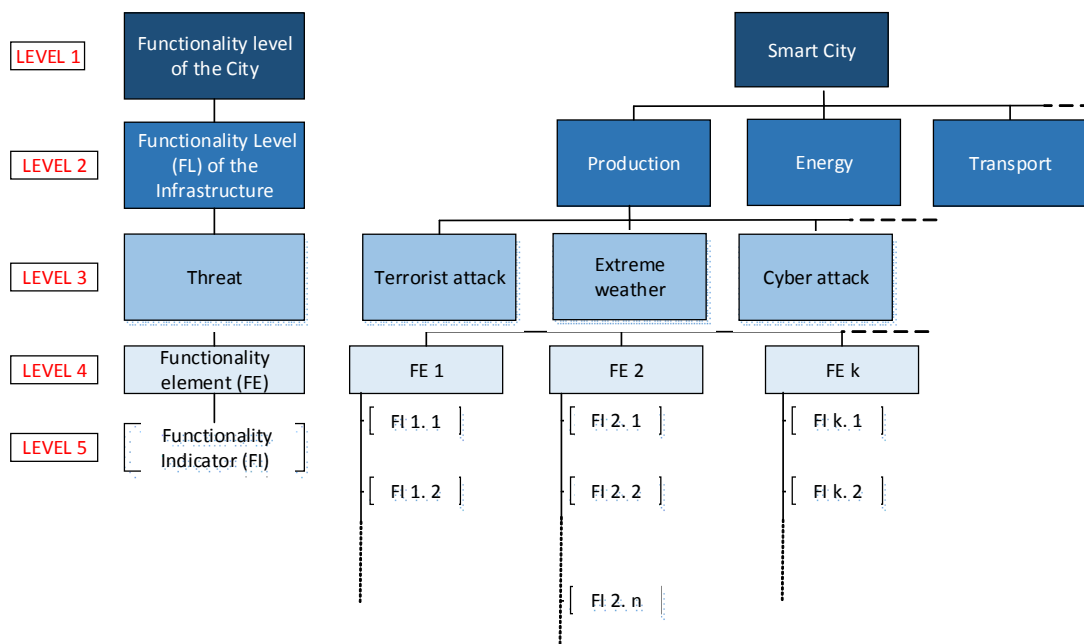 LEVEL 1
Functionality level
of the City
Smart City
LEVEL 2
Functionality Level
(FL) of the
Infrastructure
Production
Energy
Transport
LEVEL 3
Threat
Terrorist attack
Extreme
weather
Cyber attack
LEVEL 4
Functionality
element (FE)
FE 1
FE 2
FE k
LEVEL 5
Functionality
Indicator (FI)
FI 1. 1
FI 2. 1
FI k. 1
FI 1. 2
FI 2. 2
FI k. 2
FI 2. n